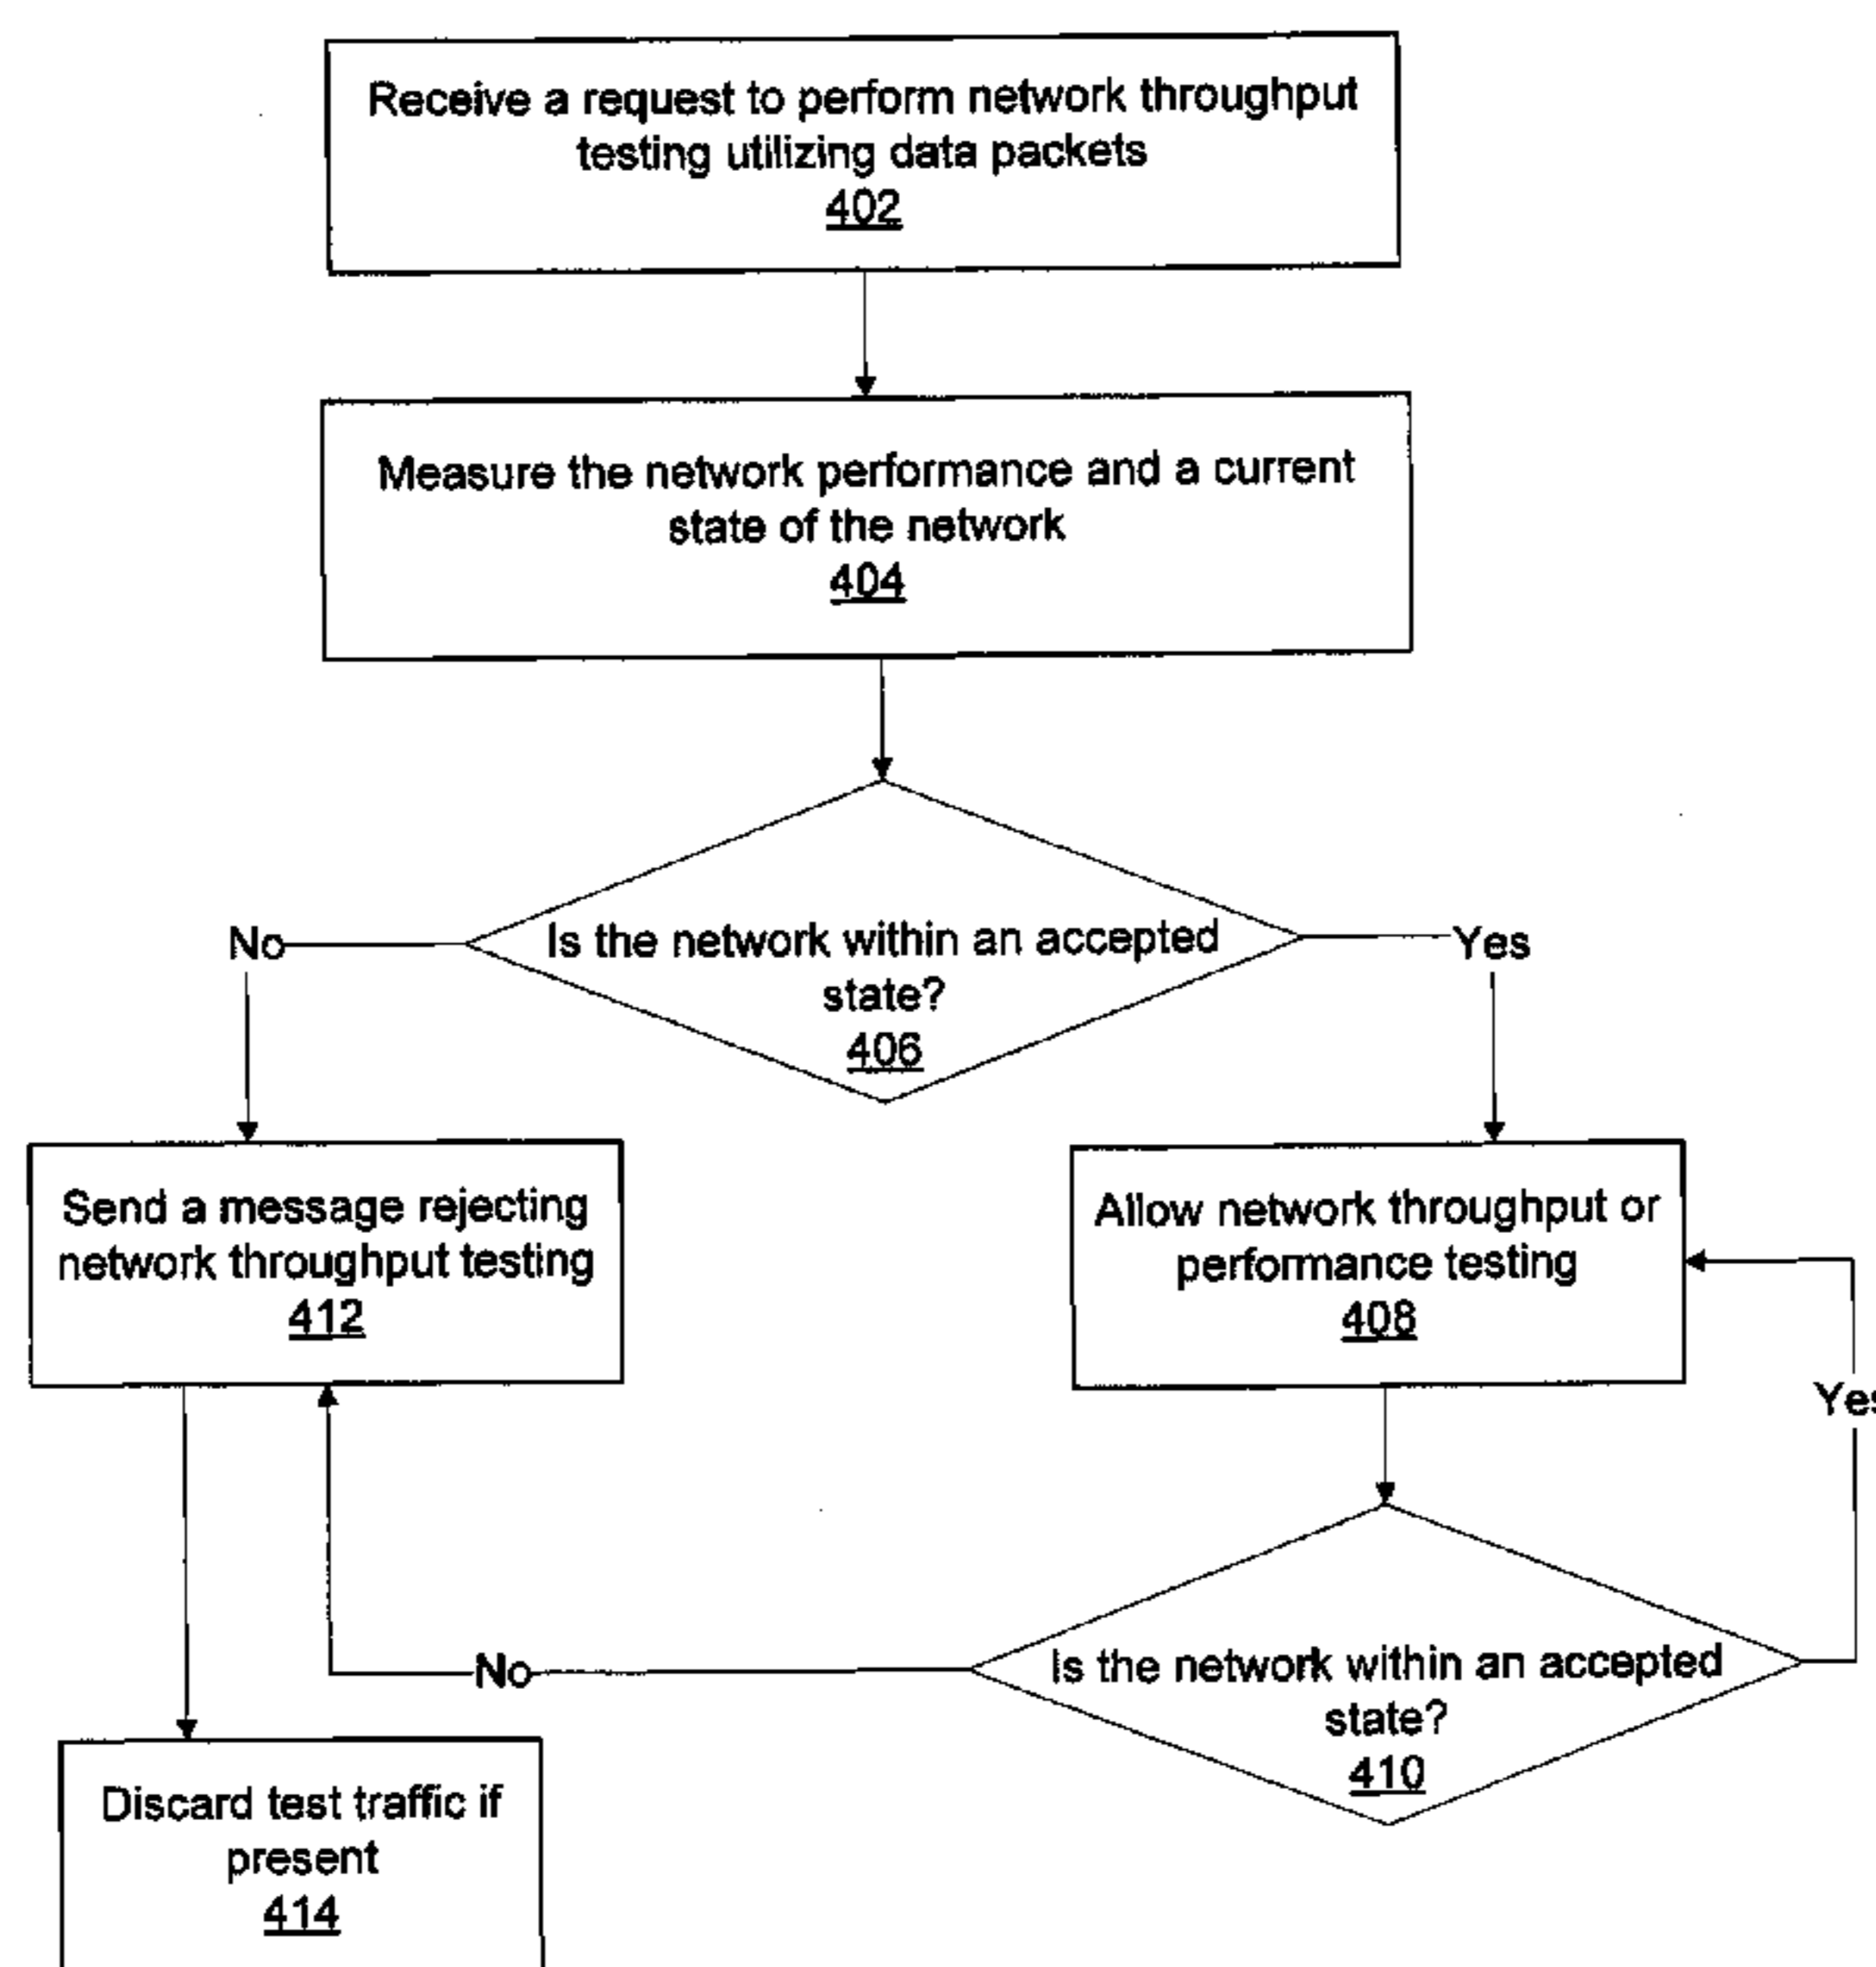 Receive a request to perform network throughput
testing utilizing data packets
402
Measure the network performance and a current
state of the network
404
No
Is the network within an accepted
state?
406
Yes
Send a message rejecting
network throughput testing
412
Allow network throughput or
performance testing
408
Yes
No
Is the network within an accepted
state?
410
Discard test traffic if
present
414